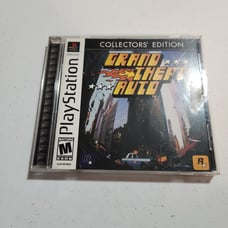 COLLECTORS' EDITION
GRAND
THEFT
AUTO
PlayStation
M
R